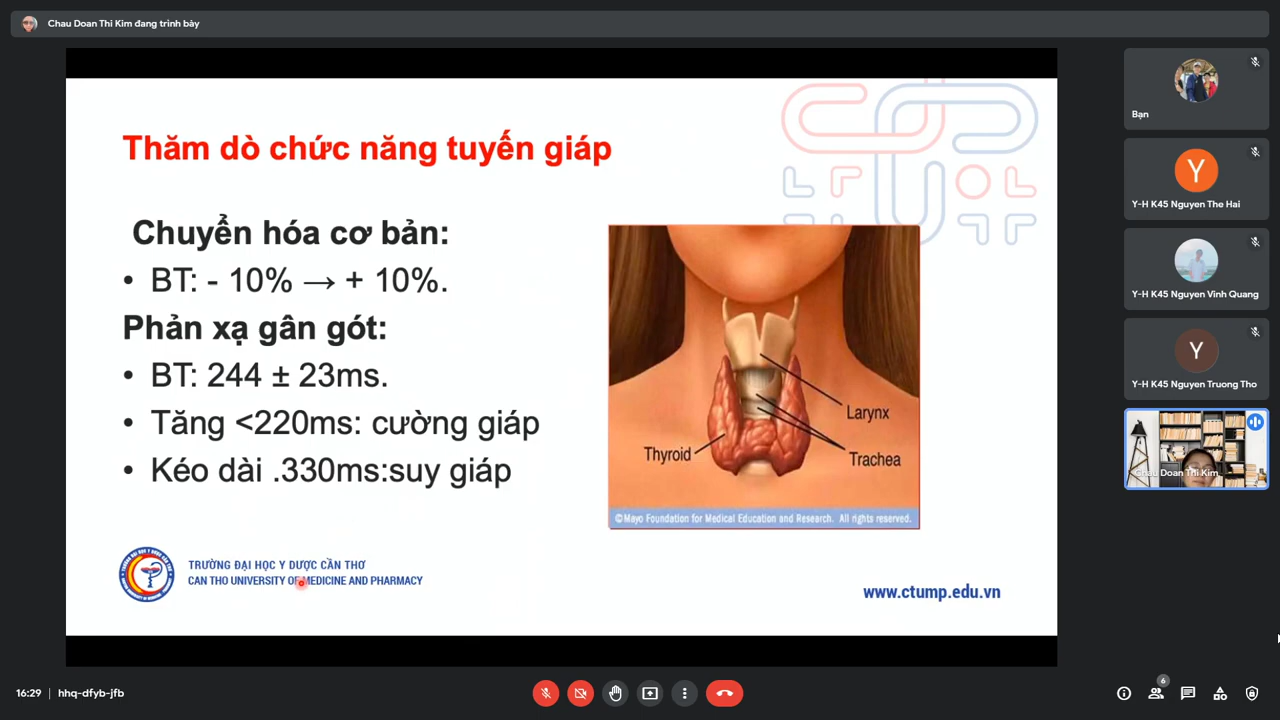 Chau Doan Thi Kim đang trình bày
Thăm dò chức năng tuyến giáp
Chuyển hóa cơ bản:
• BT: - 10% → + 10%.
Phản xạ gân gót:
• BT: 244 ± 23ms.
• Tăng <220ms: cường giáp
• Kéo dài .330ms:suy giáp
Larynx
Thyroid
Trachea
©Mayo Foundation for Medical Education and Research. All rights reserved.
TRƯỜNG ĐẠI HỌC Y DƯỢC CẦN THƠ
CAN THO UNIVERSITY OF MEDICINE AND PHARMACY
www.ctump.edu.vn
Bạn
Y
Y-H K45 Nguyen The Hai
Y-H K45 Nguyen Vinh Quang
Y
Y-H K45 Nguyen Truong Tho
Chau Doan Thi Kim
16:29 | hhq-dfyb-jfb
6